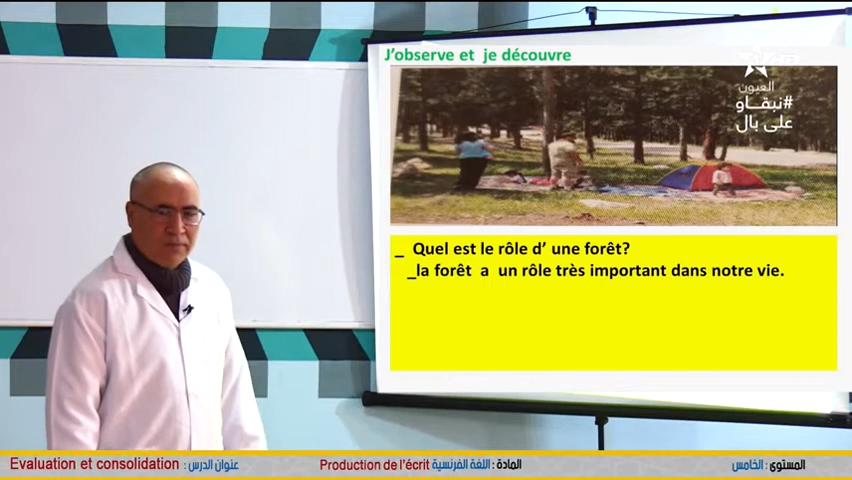 J'observe et je découvre
العيون
#نبقاو
على بال
_ Quel est le rôle d' une forêt?
_la forêt a un rôle très important dans notre vie.
Evaluation et consolidation عنوان الدرس :
Production de l'écrit المادة : اللغة الفرنسية
المستوى : الخامس